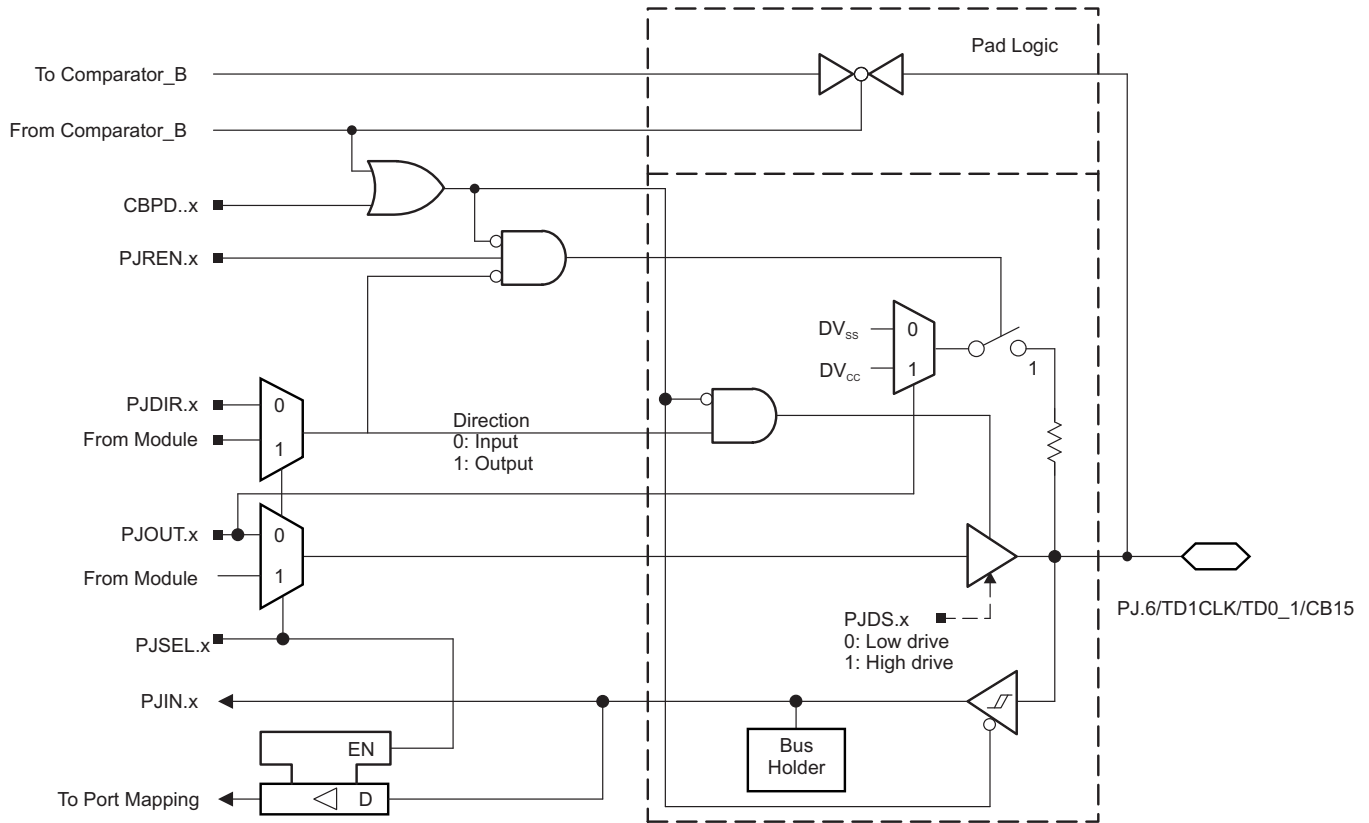 Pad Logic
To Comparator_B
From Comparator_B
CBPD..x
PJREN.x
DVSS
0
DVCC
1
1
PJDIR.x
0
From Module
1
Direction
0: Input
1: Output
PJOUT.x
0
From Module
1
PJSEL.x
PJDS.x
0: Low drive
1: High drive
PJ.6/TD1CLK/TD0_1/CB15
PJIN.x
Bus
Holder
EN
D
To Port Mapping